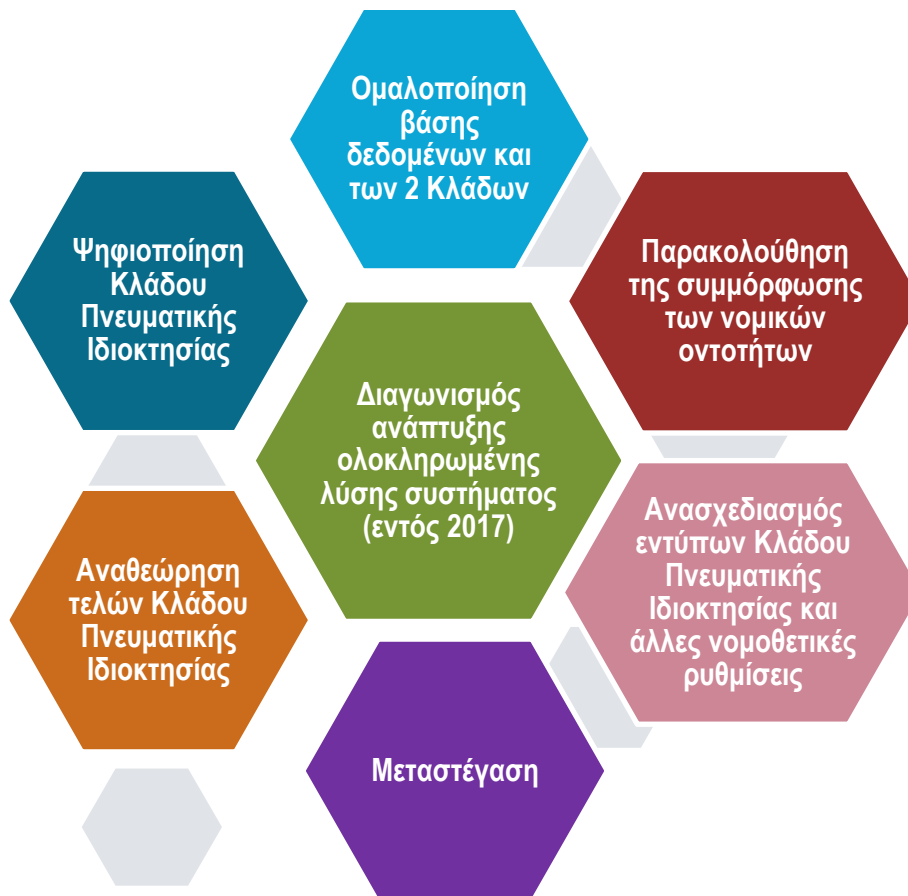 Ομαλοποίηση
βάσης
δεδομένων και
των 2 Κλάδων
Ψηφιοποίηση
Κλάδου
Πνευματικής
Ιδιοκτησίας
Παρακολούθηση
της συμμόρφωσης
των νομικών
οντοτήτων
Διαγωνισμός
ανάπτυξης
ολοκληρωμένης
λύσης συστήματος
(εντός 2017)
Αναθεώρηση
τελών Κλάδου
Πνευματικής
Ιδιοκτησίας
Ανασχεδιασμός
εντύπων Κλάδου
Πνευματικής
Ιδιοκτησίας και
άλλες νομοθετικές
ρυθμίσεις
Μεταστέγαση